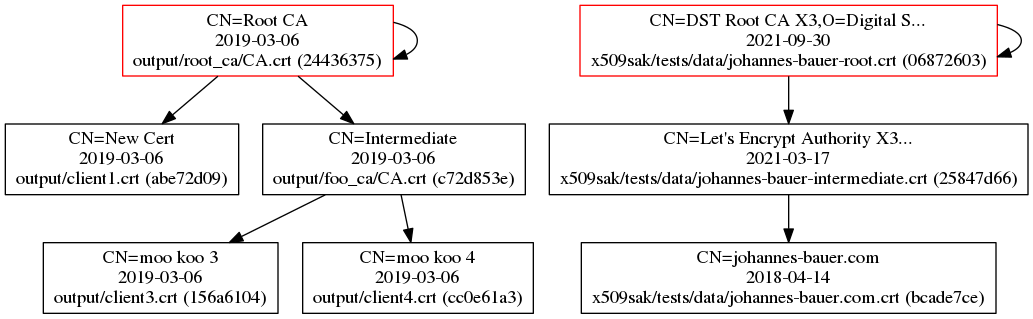 CN=Root CA
2019-03-06
output/root_ca/CA.crt (24436375)
CN=DST Root CA X3,O=Digital S...
2021-09-30
x509sak/tests/data/johannes-bauer-root.crt (06872603)
CN=New Cert
2019-03-06
output/client1.crt (abe72d09)
CN=Intermediate
2019-03-06
output/foo_ca/CA.crt (c72d853e)
CN=Let's Encrypt Authority X3...
2021-03-17
x509sak/tests/data/johannes-bauer-intermediate.crt (25847d66)
CN=moo koo 3
2019-03-06
output/client3.crt (156a6104)
CN=moo koo 4
2019-03-06
output/client4.crt (cc0e61a3)
CN=johannes-bauer.com
2018-04-14
x509sak/tests/data/johannes-bauer.com.crt (bcade7ce)